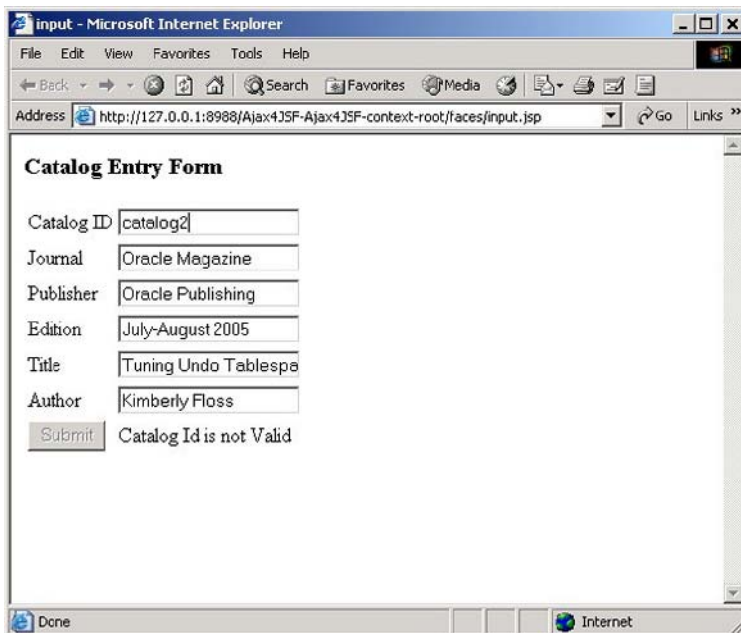 input - Microsoft Internet Explorer
File Edit View Favorites Tools Help
Back Search Favorites Media
Address http://127.0.0.1:8988/Ajax4JSF-Ajax4JSF-context-root/faces/input.jsp Go Links »
Catalog Entry Form
Catalog ID catalog2
Journal Oracle Magazine
Publisher Oracle Publishing
Edition July-August 2005
Title Tuning Undo Tablespa
Author Kimberly Floss
Submit Catalog Id is not Valid
Done Internet